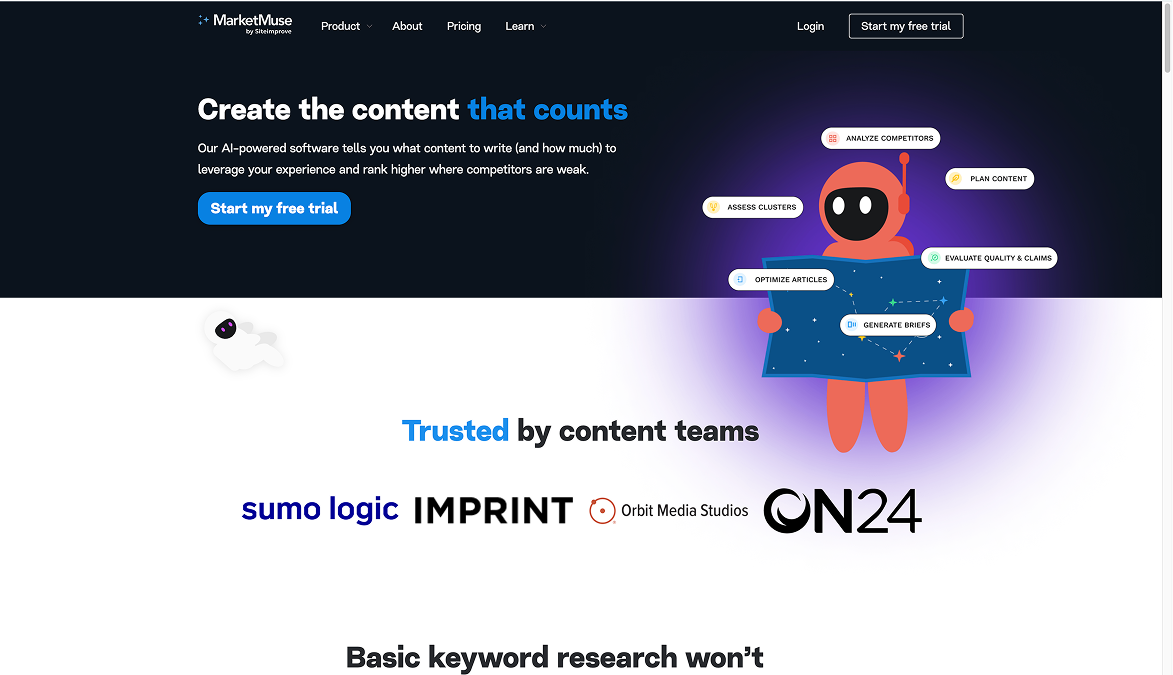 MarketMuse
by Siteimprove
Product
About
Pricing
Learn
Login
Start my free trial
Create the content that counts
Our AI-powered software tells you what content to write (and how much) to
leverage your experience and rank higher where competitors are weak.
Start my free trial
ANALYZE COMPETITORS
PLAN CONTENT
ASSESS CLUSTERS
EVALUATE QUALITY & CLAIMS
OPTIMIZE ARTICLES
GENERATE BRIEFS
Trusted by content teams
sumo logic
IMPRINT
Orbit Media Studios
ON24
Basic keyword research won't